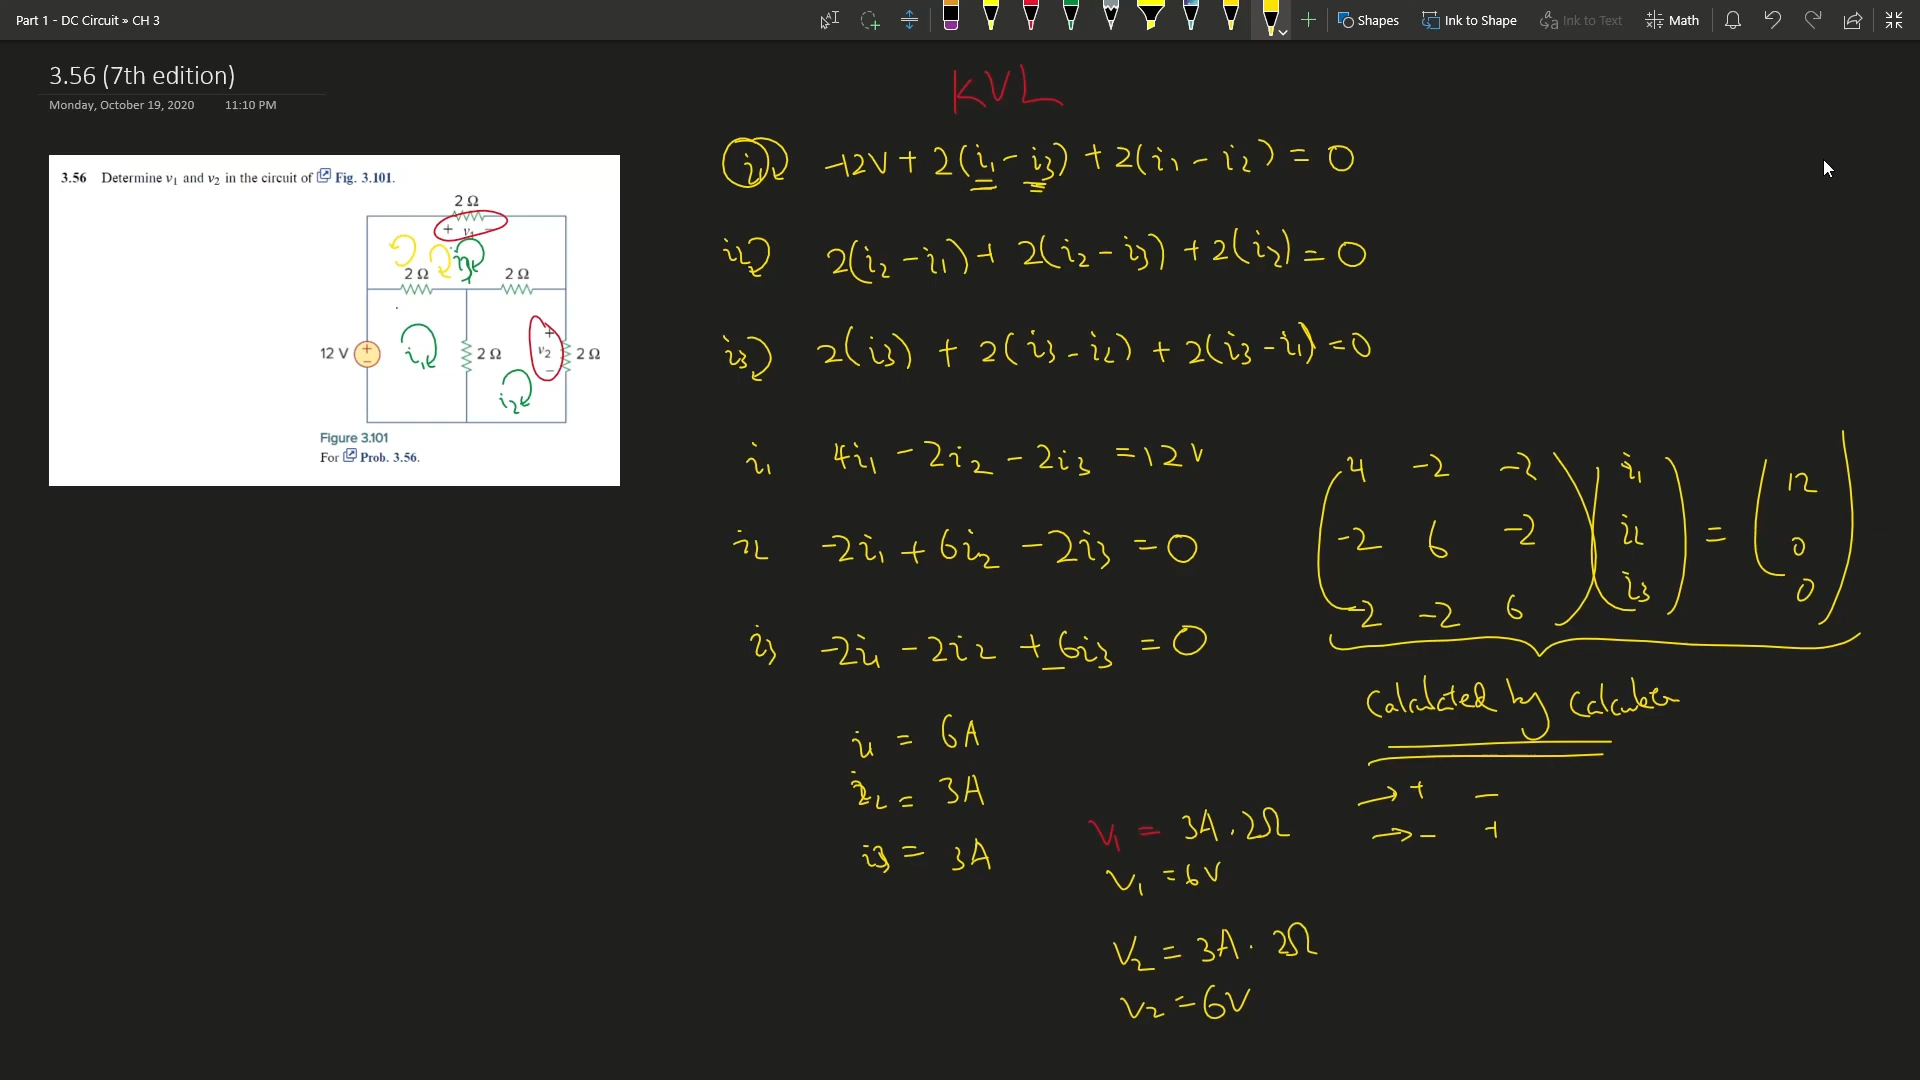 Part 1 - DC Circuit » CH 3
Shapes
Ink to Shape
Ink to Text
Math
3.56 (7th edition)
Monday, October 19, 2020 11:10 PM
3.56 Determine v₁ and v₂ in the circuit of Fig. 3.101.
2 Ω
+ v₁ −
i3
2 Ω 2 Ω
12 V + − i1 2 Ω + v₂ − 2 Ω
i2
Figure 3.101
For Prob. 3.56.
KVL
i1 -12V + 2(i1 - i3) + 2(i1 - i2) = 0
i2 2(i2 - i1) + 2(i2 - i3) + 2(i2) = 0
i3 2(i3) + 2(i3 - i2) + 2(i3 - i1) = 0
i1 4i1 - 2i2 - 2i3 = 12V
i2 -2i1 + 6i2 - 2i3 = 0
i3 -2i1 - 2i2 + 6i3 = 0
4 -2 -2 i1 12
-2 6 -2 i2 = 0
-2 -2 6 i3 0
Calculated by Calculator
→ + −
→ − +
i1 = 6A
i2 = 3A
i3 = 3A
V1 = 3A . 2Ω
V1 = 6V
V2 = 3A . 2Ω
V2 = 6V